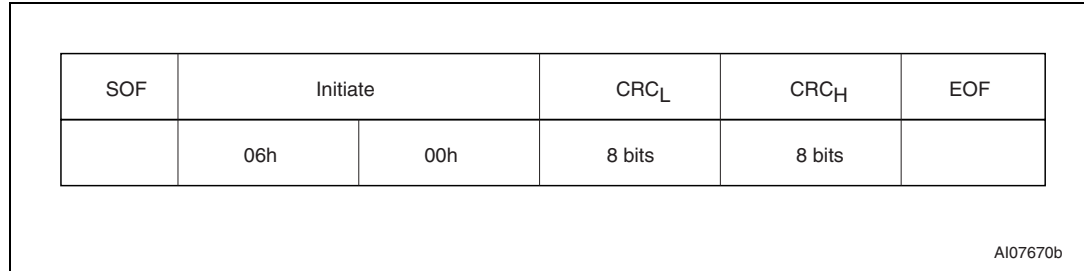 SOF Initiate CRCL CRCH EOF
06h 00h 8 bits 8 bits
AI07670b